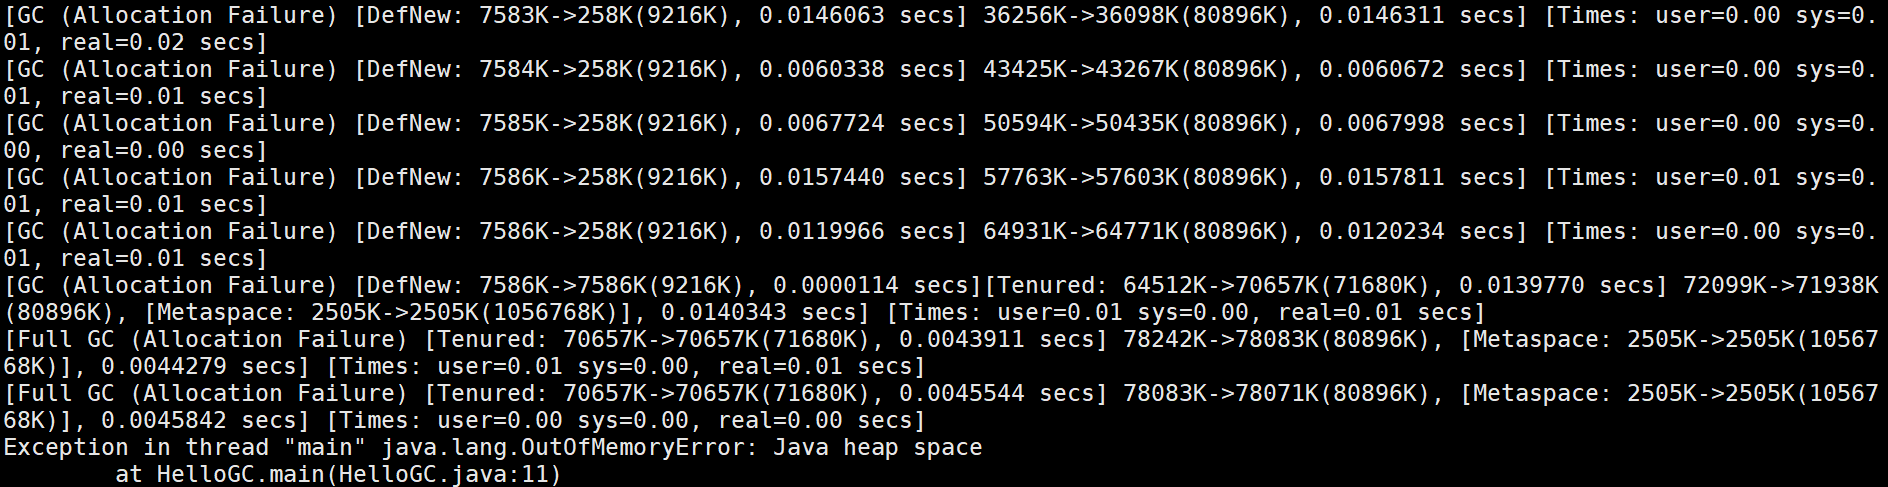 [GC (Allocation Failure) [DefNew: 7583K->258K(9216K), 0.0146063 secs] 36256K->36098K(80896K), 0.0146311 secs] [Times: user=0.00 sys=0.
01, real=0.02 secs]
[GC (Allocation Failure) [DefNew: 7584K->258K(9216K), 0.0060338 secs] 43425K->43267K(80896K), 0.0060672 secs] [Times: user=0.00 sys=0.
01, real=0.01 secs]
[GC (Allocation Failure) [DefNew: 7585K->258K(9216K), 0.0067724 secs] 50594K->50435K(80896K), 0.0067998 secs] [Times: user=0.00 sys=0.
00, real=0.00 secs]
[GC (Allocation Failure) [DefNew: 7586K->258K(9216K), 0.0157440 secs] 57763K->57603K(80896K), 0.0157811 secs] [Times: user=0.01 sys=0.
01, real=0.01 secs]
[GC (Allocation Failure) [DefNew: 7586K->258K(9216K), 0.0119966 secs] 64931K->64771K(80896K), 0.0120234 secs] [Times: user=0.00 sys=0.
01, real=0.01 secs]
[GC (Allocation Failure) [DefNew: 7586K->7586K(9216K), 0.0000114 secs][Tenured: 64512K->70657K(71680K), 0.0139770 secs] 72099K->71938K
(80896K), [Metaspace: 2505K->2505K(1056768K)], 0.0140343 secs] [Times: user=0.01 sys=0.00, real=0.01 secs]
[Full GC (Allocation Failure) [Tenured: 70657K->70657K(71680K), 0.0043911 secs] 78242K->78083K(80896K), [Metaspace: 2505K->2505K(10567
68K)], 0.0044279 secs] [Times: user=0.01 sys=0.00, real=0.01 secs]
[Full GC (Allocation Failure) [Tenured: 70657K->70657K(71680K), 0.0045544 secs] 78083K->78071K(80896K), [Metaspace: 2505K->2505K(10567
68K)], 0.0045842 secs] [Times: user=0.00 sys=0.00, real=0.00 secs]
Exception in thread "main" java.lang.OutOfMemoryError: Java heap space
        at HelloGC.main(HelloGC.java:11)